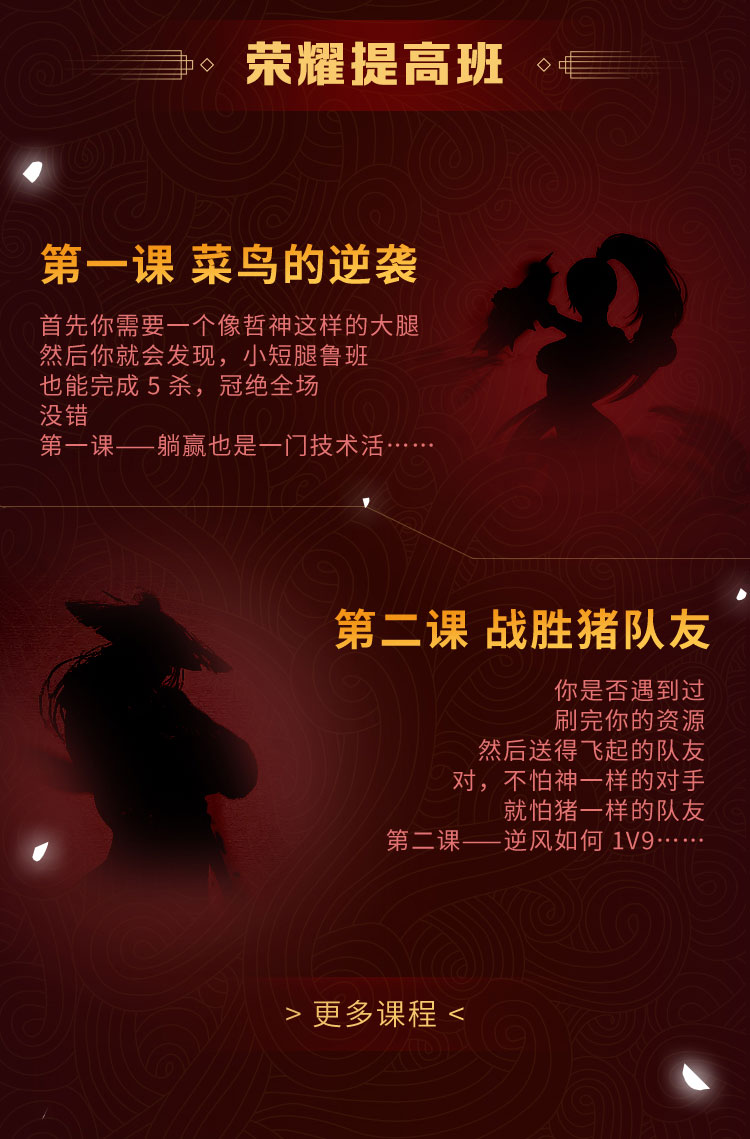 荣耀提高班
第一课 菜鸟的逆袭
首先你需要一个像哲神这样的大腿
然后你就会发现，小短腿鲁班
也能完成 5 杀，冠绝全场
没错
第一课——躺赢也是一门技术活……
第二课 战胜猪队友
你是否遇到过
刷完你的资源
然后送得飞起的队友
对，不怕神一样的对手
就怕猪一样的队友
第二课——逆风如何 1V9……
> 更多课程 <